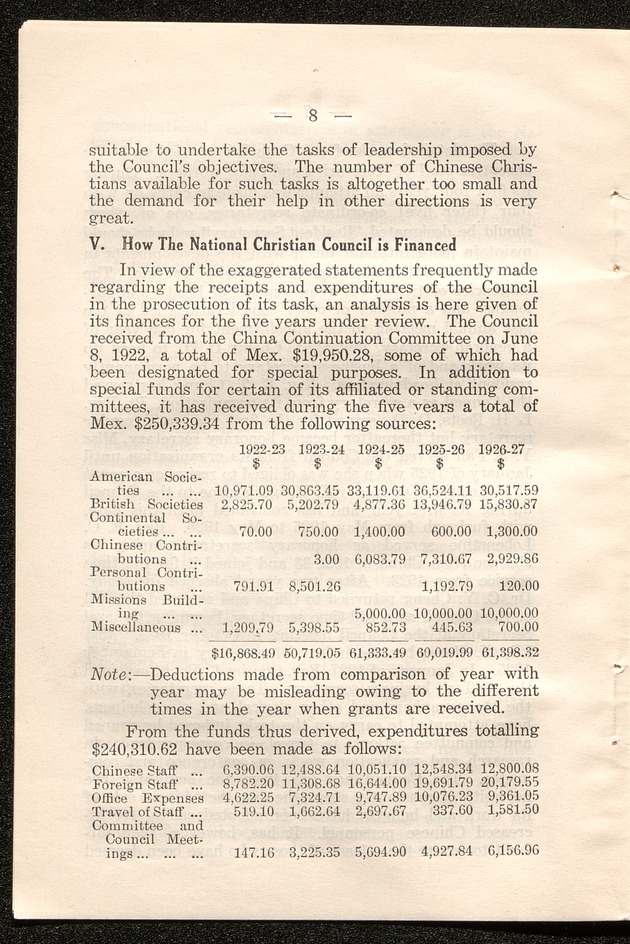 — 8 —
suitable to undertake the tasks of leadership imposed by
the Council's objectives. The number of Chinese Chris-
tians available for such tasks is altogether too small and
the demand for their help in other directions is very
great.
V. How The National Christian Council is Financed
In view of the exaggerated statements frequently made
regarding the receipts and expenditures of the Council
in the prosecution of its task, an analysis is here given of
its finances for the five years under review. The Council
received from the China Continuation Committee on June
8, 1922, a total of Mex. $19,950.28, some of which had
been designated for special purposes. In addition to
special funds for certain of its affiliated or standing com-
mittees, it has received during the five years a total of
Mex. $250,339.34 from the following sources:
1922-23 1923-24 1924-25 1925-26 1926-27
$ $ $ $ $
American Socie-
ties ... ... 10,971.09 30,863.45 33,119.61 36,524.11 30,517.59
British Societies 2,825.70 5,202.79 4,877.36 13,946.79 15,830.87
Continental So-
cieties ... ... 70.00 750.00 1,400.00 600.00 1,300.00
Chinese Contri-
butions ... 3.00 6,083.79 7,310.67 2,929.86
Personal Contri-
butions ... 791.91 8,501.26 1,192.79 120.00
Missions Build-
ing ... ... 5,000.00 10,000.00 10,000.00
Miscellaneous ... 1,209.79 5,398.55 852.73 445.63 700.00
$16,868.49 50,719.05 61,333.49 60,019.99 61,398.32
Note:—Deductions made from comparison of year with
year may be misleading owing to the different
times in the year when grants are received.
From the funds thus derived, expenditures totalling
$240,310.62 have been made as follows:
Chinese Staff ... 6,390.06 12,488.64 10,051.10 12,548.34 12,800.08
Foreign Staff ... 8,782.20 11,308.68 16,644.00 19,691.79 20,179.55
Office Expenses 4,622.25 7,324.71 9,747.89 10,076.23 9,361.05
Travel of Staff ... 519.10 1,662.64 2,697.67 337.60 1,581.50
Committee and
Council Meet-
ings ... ... ... 147.16 3,225.35 5,694.90 4,927.84 6,156.96